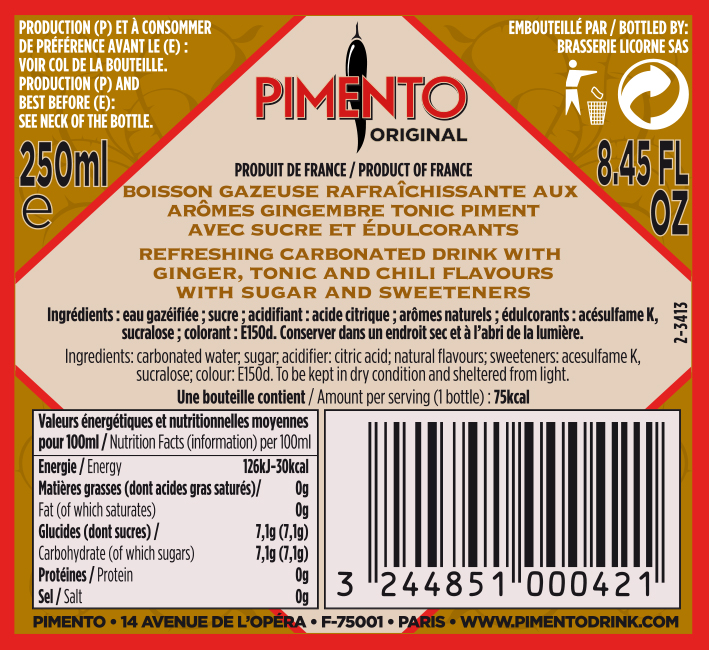 PRODUCTION (P) ET À CONSOMMER
DE PRÉFÉRENCE AVANT LE (E) :
VOIR COL DE LA BOUTEILLE.
PRODUCTION (P) AND
BEST BEFORE (E):
SEE NECK OF THE BOTTLE.
250ml
e
EMBOUTEILLÉ PAR / BOTTLED BY:
BRASSERIE LICORNE SAS
8.45 FL
OZ
PIMENTO
ORIGINAL
PRODUIT DE FRANCE / PRODUCT OF FRANCE
BOISSON GAZEUSE RAFRAÎCHISSANTE AUX
ARÔMES GINGEMBRE TONIC PIMENT
AVEC SUCRE ET ÉDULCORANTS
REFRESHING CARBONATED DRINK WITH
GINGER, TONIC AND CHILI FLAVOURS
WITH SUGAR AND SWEETENERS
Ingrédients : eau gazéifiée ; sucre ; acidifiant : acide citrique ; arômes naturels ; édulcorants : acésulfame K,
sucralose ; colorant : E150d. Conserver dans un endroit sec et à l'abri de la lumière.
Ingredients: carbonated water; sugar; acidifier: citric acid; natural flavours; sweeteners: acesulfame K,
sucralose; colour: E150d. To be kept in dry condition and sheltered from light.
2-3413
Une bouteille contient / Amount per serving (1 bottle) : 75kcal
Valeurs énergétiques et nutritionnelles moyennes
pour 100ml / Nutrition Facts (information) per 100ml
Energie / Energy 126kJ-30kcal
Matières grasses (dont acides gras saturés)/ 0g
Fat (of which saturates) 0g
Glucides (dont sucres) / 7,1g (7,1g)
Carbohydrate (of which sugars) 7,1g (7,1g)
Protéines / Protein 0g
Sel / Salt 0g
3 244851 000421
PIMENTO • 14 AVENUE DE L'OPÉRA • F-75001 • PARIS • WWW.PIMENTODRINK.COM